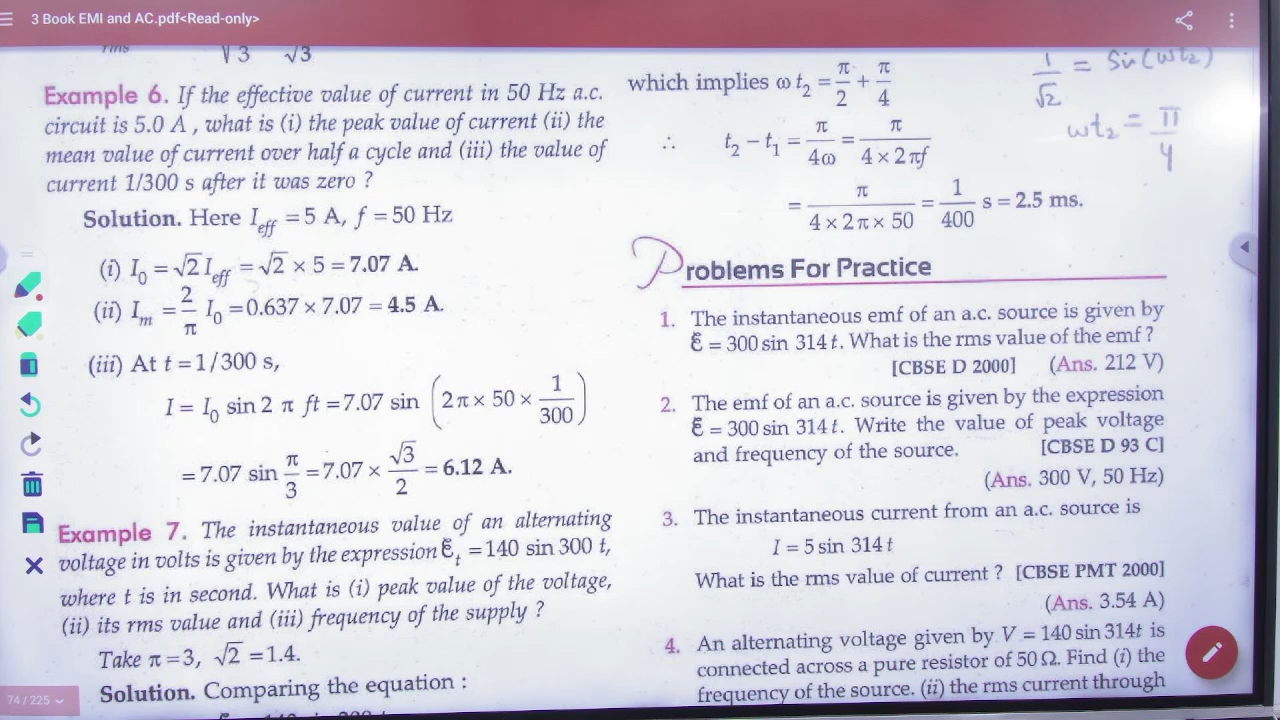 3 Book EMI and AC.pdf<Read-only>
rms √3 √3
Example 6. If the effective value of current in 50 Hz a.c.
circuit is 5.0 A , what is (i) the peak value of current (ii) the
mean value of current over half a cycle and (iii) the value of
current 1/300 s after it was zero ?
Solution. Here I_eff = 5 A, f = 50 Hz
(i) I₀ = √2 I_eff = √2 × 5 = 7.07 A.
(ii) I_m = 2/π I₀ = 0.637 × 7.07 = 4.5 A.
(iii) At t = 1/300 s,
I = I₀ sin 2 π ft = 7.07 sin (2π × 50 × 1/300)
= 7.07 sin π/3 = 7.07 × √3/2 = 6.12 A.
Example 7. The instantaneous value of an alternating
voltage in volts is given by the expression ℰ_t = 140 sin 300 t,
where t is in second. What is (i) peak value of the voltage,
(ii) its rms value and (iii) frequency of the supply ?
Take π = 3, √2 = 1.4.
Solution. Comparing the equation :
74 / 225
which implies ω t₂ = π/2 + π/4
∴ t₂ − t₁ = π/4ω = π/(4 × 2πf)
= π/(4 × 2π × 50) = 1/400 s = 2.5 ms.
1/√2 = Sin(ωt₂)
ωt₂ = π/4
Problems For Practice
1. The instantaneous emf of an a.c. source is given by
ℰ = 300 sin 314 t. What is the rms value of the emf ?
[CBSE D 2000] (Ans. 212 V)
2. The emf of an a.c. source is given by the expression
ℰ = 300 sin 314 t. Write the value of peak voltage
and frequency of the source. [CBSE D 93 C]
(Ans. 300 V, 50 Hz)
3. The instantaneous current from an a.c. source is
I = 5 sin 314 t
What is the rms value of current ? [CBSE PMT 2000]
(Ans. 3.54 A)
4. An alternating voltage given by V = 140 sin 314t is
connected across a pure resistor of 50 Ω. Find (i) the
frequency of the source. (ii) the rms current through